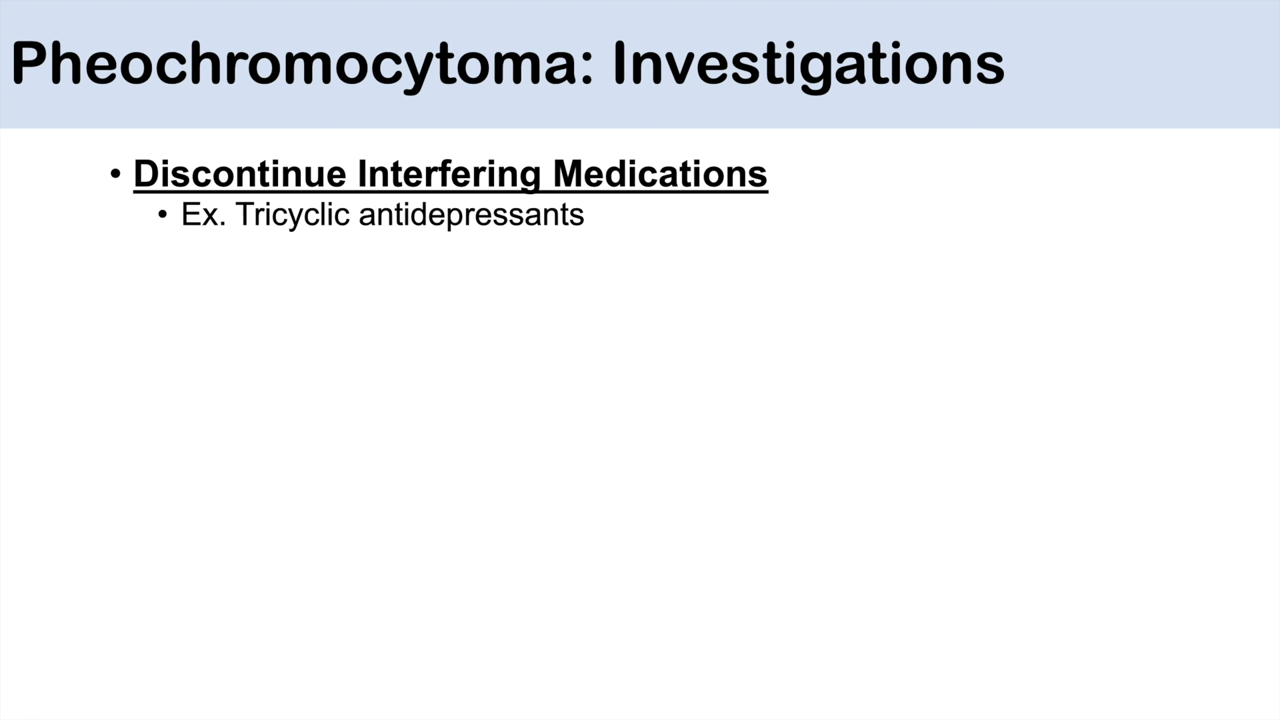 Pheochromocytoma: Investigations
• Discontinue Interfering Medications
• Ex. Tricyclic antidepressants